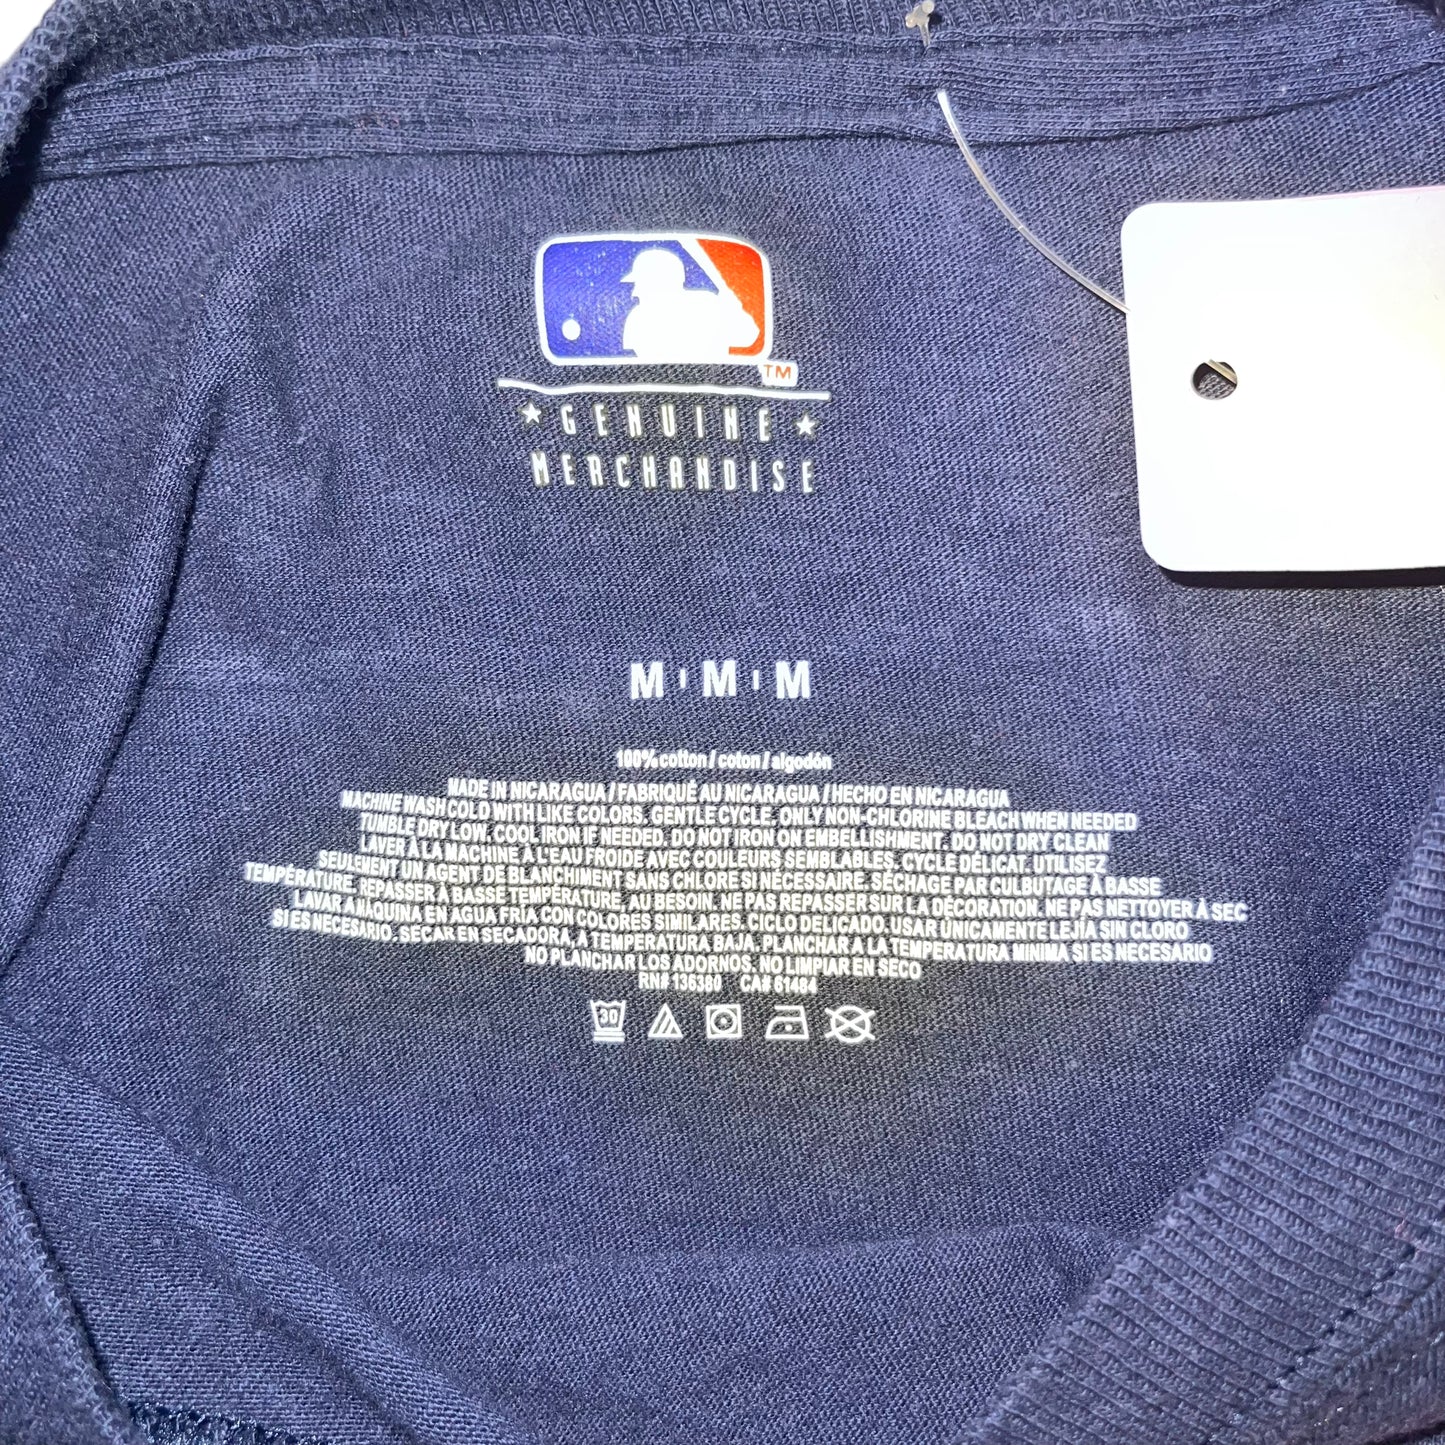 TM
★ GENUINE ★
MERCHANDISE
M I M I M
100% cotton / coton / algodón
MADE IN NICARAGUA / FABRIQUÉ AU NICARAGUA / HECHO EN NICARAGUA
MACHINE WASH COLD WITH LIKE COLORS. GENTLE CYCLE. ONLY NON-CHLORINE BLEACH WHEN NEEDED
TUMBLE DRY LOW. COOL IRON IF NEEDED. DO NOT IRON ON EMBELLISHMENT. DO NOT DRY CLEAN
LAVER À LA MACHINE À L'EAU FROIDE AVEC COULEURS SEMBLABLES. CYCLE DÉLICAT. UTILISEZ
SEULEMENT UN AGENT DE BLANCHIMENT SANS CHLORE SI NÉCESSAIRE. SÉCHAGE PAR CULBUTAGE À BASSE
TEMPÉRATURE. REPASSER À BASSE TEMPÉRATURE, AU BESOIN. NE PAS REPASSER SUR LA DÉCORATION. NE PAS NETTOYER À SEC
LAVAR A MÁQUINA EN AGUA FRÍA CON COLORES SIMILARES. CICLO DELICADO. USAR ÚNICAMENTE LEJÍA SIN CLORO
SI ES NECESARIO. SECAR EN SECADORA, A TEMPERATURA BAJA. PLANCHAR A LA TEMPERATURA MÍNIMA SI ES NECESARIO
NO PLANCHAR LOS ADORNOS. NO LIMPIAR EN SECO
RN# 136380 CA# 61484
30